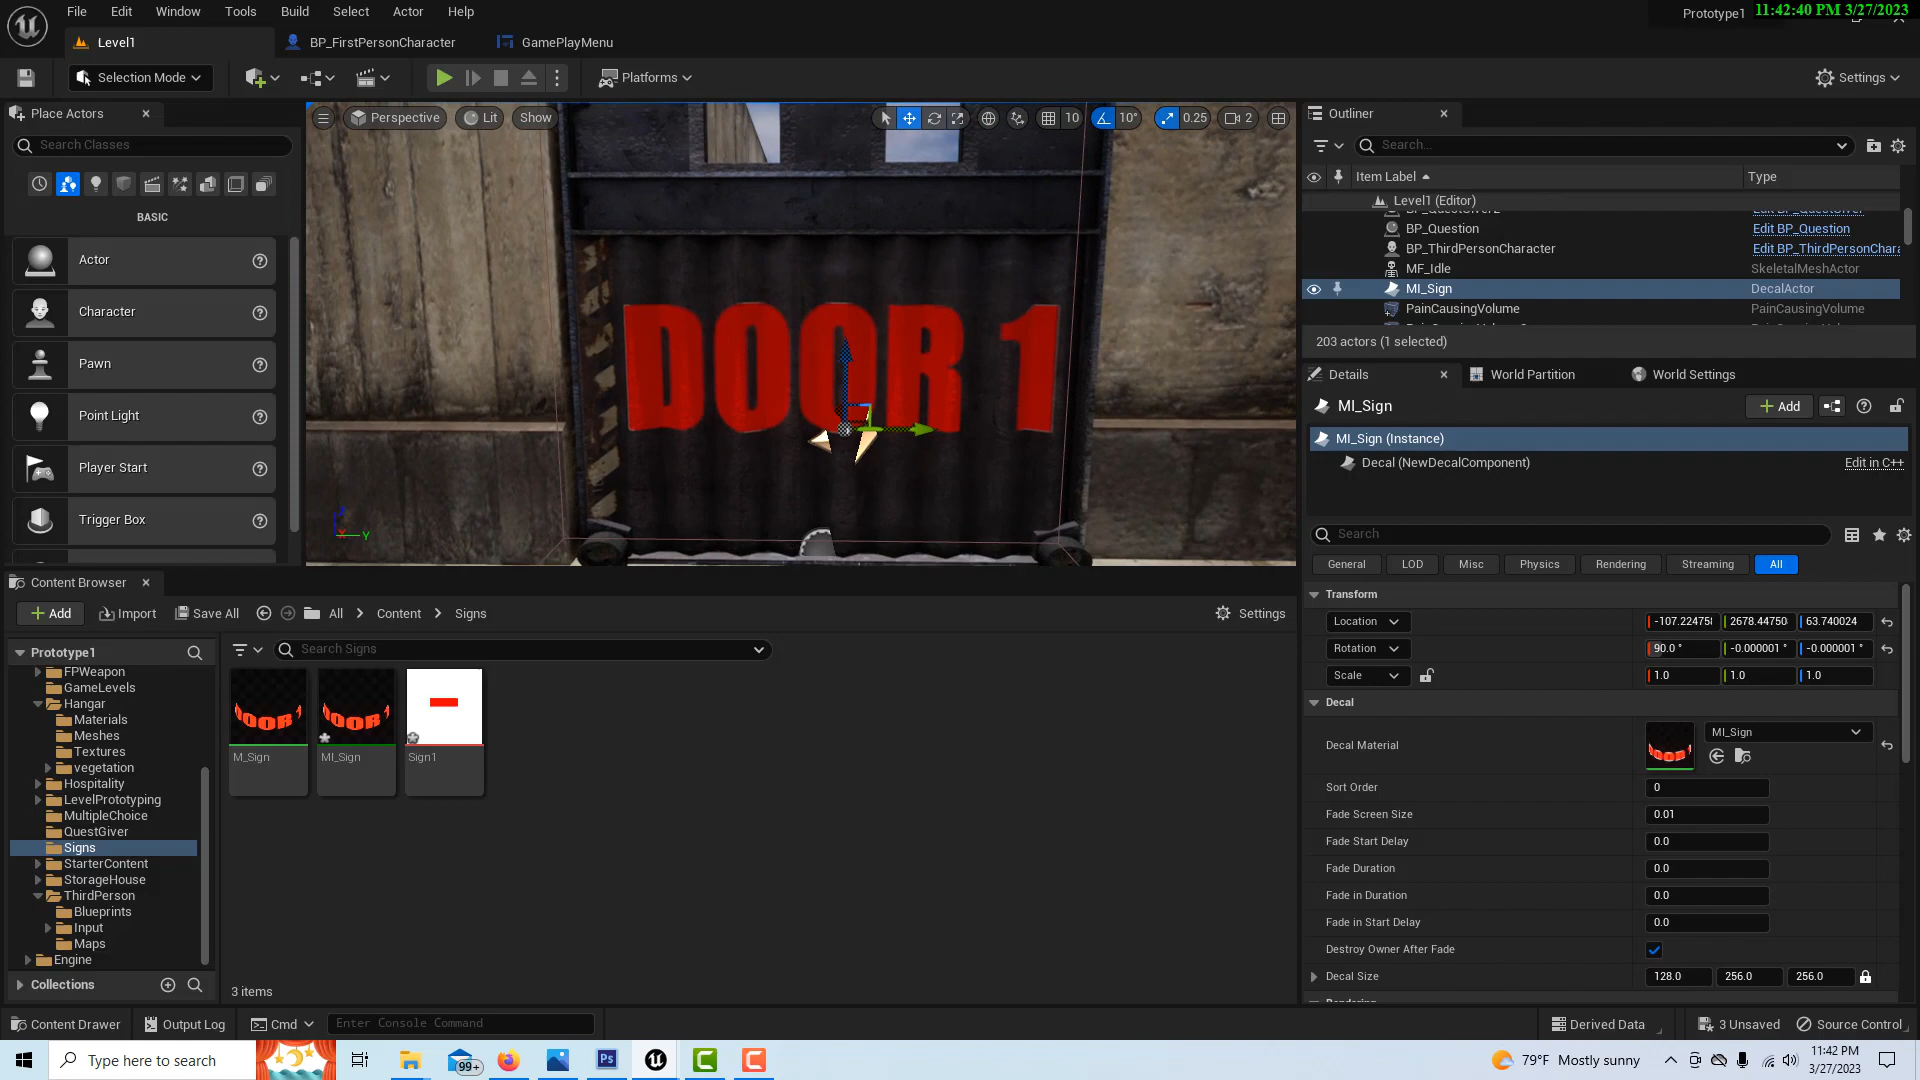 File Edit Window Tools Build Select Actor Help
Prototype1 11:42:40 PM 3/27/2023
Level1 BP_FirstPersonCharacter GamePlayMenu
Selection Mode Platforms Settings
Place Actors
Search Classes
BASIC
Actor
Character
Pawn
Point Light
Player Start
Trigger Box
Perspective Lit Show 10 10° 0.25 2
DOOR 1
X Y
Outliner
Search...
Item Label Type
Level1 (Editor)
BP_QuestGiver2 Edit BP_QuestGiver
BP_Question Edit BP_Question
BP_ThirdPersonCharacter Edit BP_ThirdPersonChara
MF_Idle SkeletalMeshActor
MI_Sign DecalActor
PainCausingVolume PainCausingVolume
203 actors (1 selected)
Details World Partition World Settings
MI_Sign Add
MI_Sign (Instance)
Decal (NewDecalComponent) Edit in C++
Search
General LOD Misc Physics Rendering Streaming All
Transform
Location -107.22475 2678.44750 63.740024
Rotation 90.0 ° -0.000001 ° -0.000001 °
Scale 1.0 1.0 1.0
Decal
Decal Material MI_Sign
Sort Order 0
Fade Screen Size 0.01
Fade Start Delay 0.0
Fade Duration 0.0
Fade in Duration 0.0
Fade in Start Delay 0.0
Destroy Owner After Fade
Decal Size 128.0 256.0 256.0
Rendering
Content Browser
Add Import Save All All Content Signs Settings
Prototype1
Search Signs
FPWeapon
GameLevels
Hangar
Materials
Meshes
Textures
vegetation
Hospitality
LevelPrototyping
MultipleChoice
QuestGiver
Signs
StarterContent
StorageHouse
ThirdPerson
Blueprints
Input
Maps
Engine
Collections
M_Sign MI_Sign Sign1
3 items
Content Drawer Output Log Cmd Enter Console Command Derived Data 3 Unsaved Source Control
Type here to search 99+ Ps 79°F Mostly sunny 11:42 PM
3/27/2023